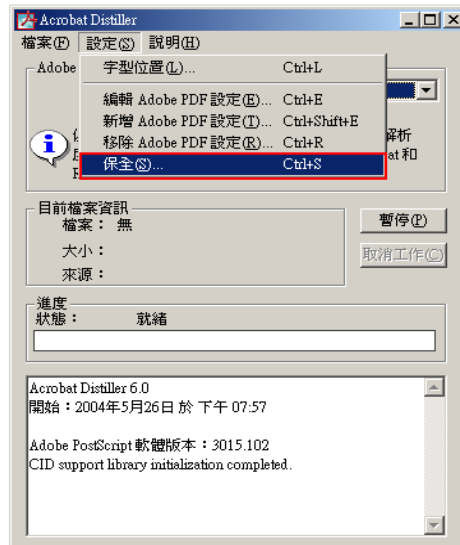 Acrobat Distiller
檔案(F) 設定(S) 說明(H)
Adobe
字型位置(L)... Ctrl+L
編輯 Adobe PDF 設定(E)... Ctrl+E
新增 Adobe PDF 設定(T)... Ctrl+Shift+E
移除 Adobe PDF 設定(R)... Ctrl+R
保全(S)... Ctrl+S
解析
at 和
目前檔案資訊
檔案： 無
大小：
來源：
暫停(P)
取消工作(C)
進度
狀態： 就緒
Acrobat Distiller 6.0
開始：2004年5月26日 於 下午 07:57
Adobe PostScript 軟體版本：3015.102
CID support library initialization completed.